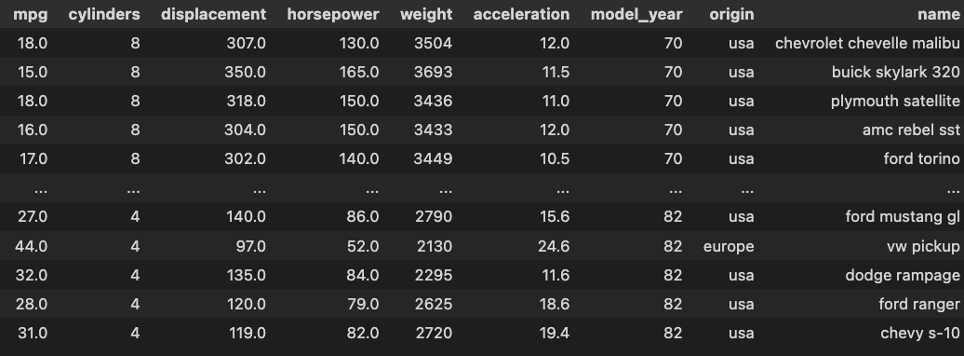 mpg cylinders displacement horsepower weight acceleration model_year origin name
18.0 8 307.0 130.0 3504 12.0 70 usa chevrolet chevelle malibu
15.0 8 350.0 165.0 3693 11.5 70 usa buick skylark 320
18.0 8 318.0 150.0 3436 11.0 70 usa plymouth satellite
16.0 8 304.0 150.0 3433 12.0 70 usa amc rebel sst
17.0 8 302.0 140.0 3449 10.5 70 usa ford torino
... ... ... ... ... ... ... ... ...
27.0 4 140.0 86.0 2790 15.6 82 usa ford mustang gl
44.0 4 97.0 52.0 2130 24.6 82 europe vw pickup
32.0 4 135.0 84.0 2295 11.6 82 usa dodge rampage
28.0 4 120.0 79.0 2625 18.6 82 usa ford ranger
31.0 4 119.0 82.0 2720 19.4 82 usa chevy s-10